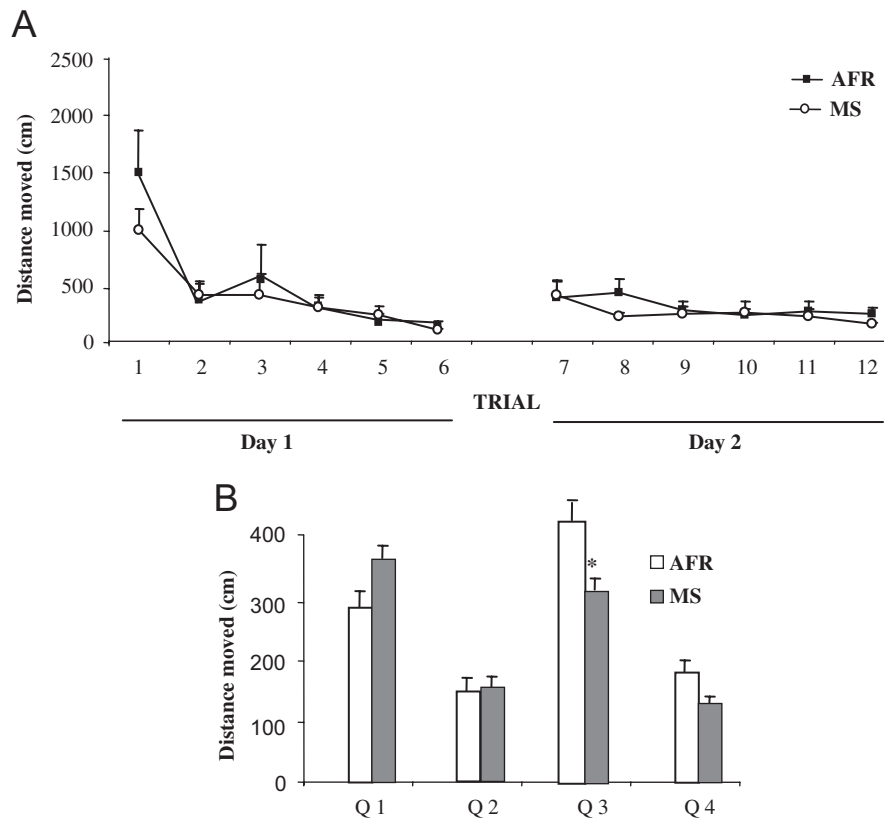 A
2500
2000
1500
1000
500
0
Distance moved (cm)
AFR
MS
1 2 3 4 5 6 7 8 9 10 11 12
TRIAL
Day 1 Day 2
B
400
300
200
100
0
Distance moved (cm)
*
AFR
MS
Q 1 Q 2 Q 3 Q 4